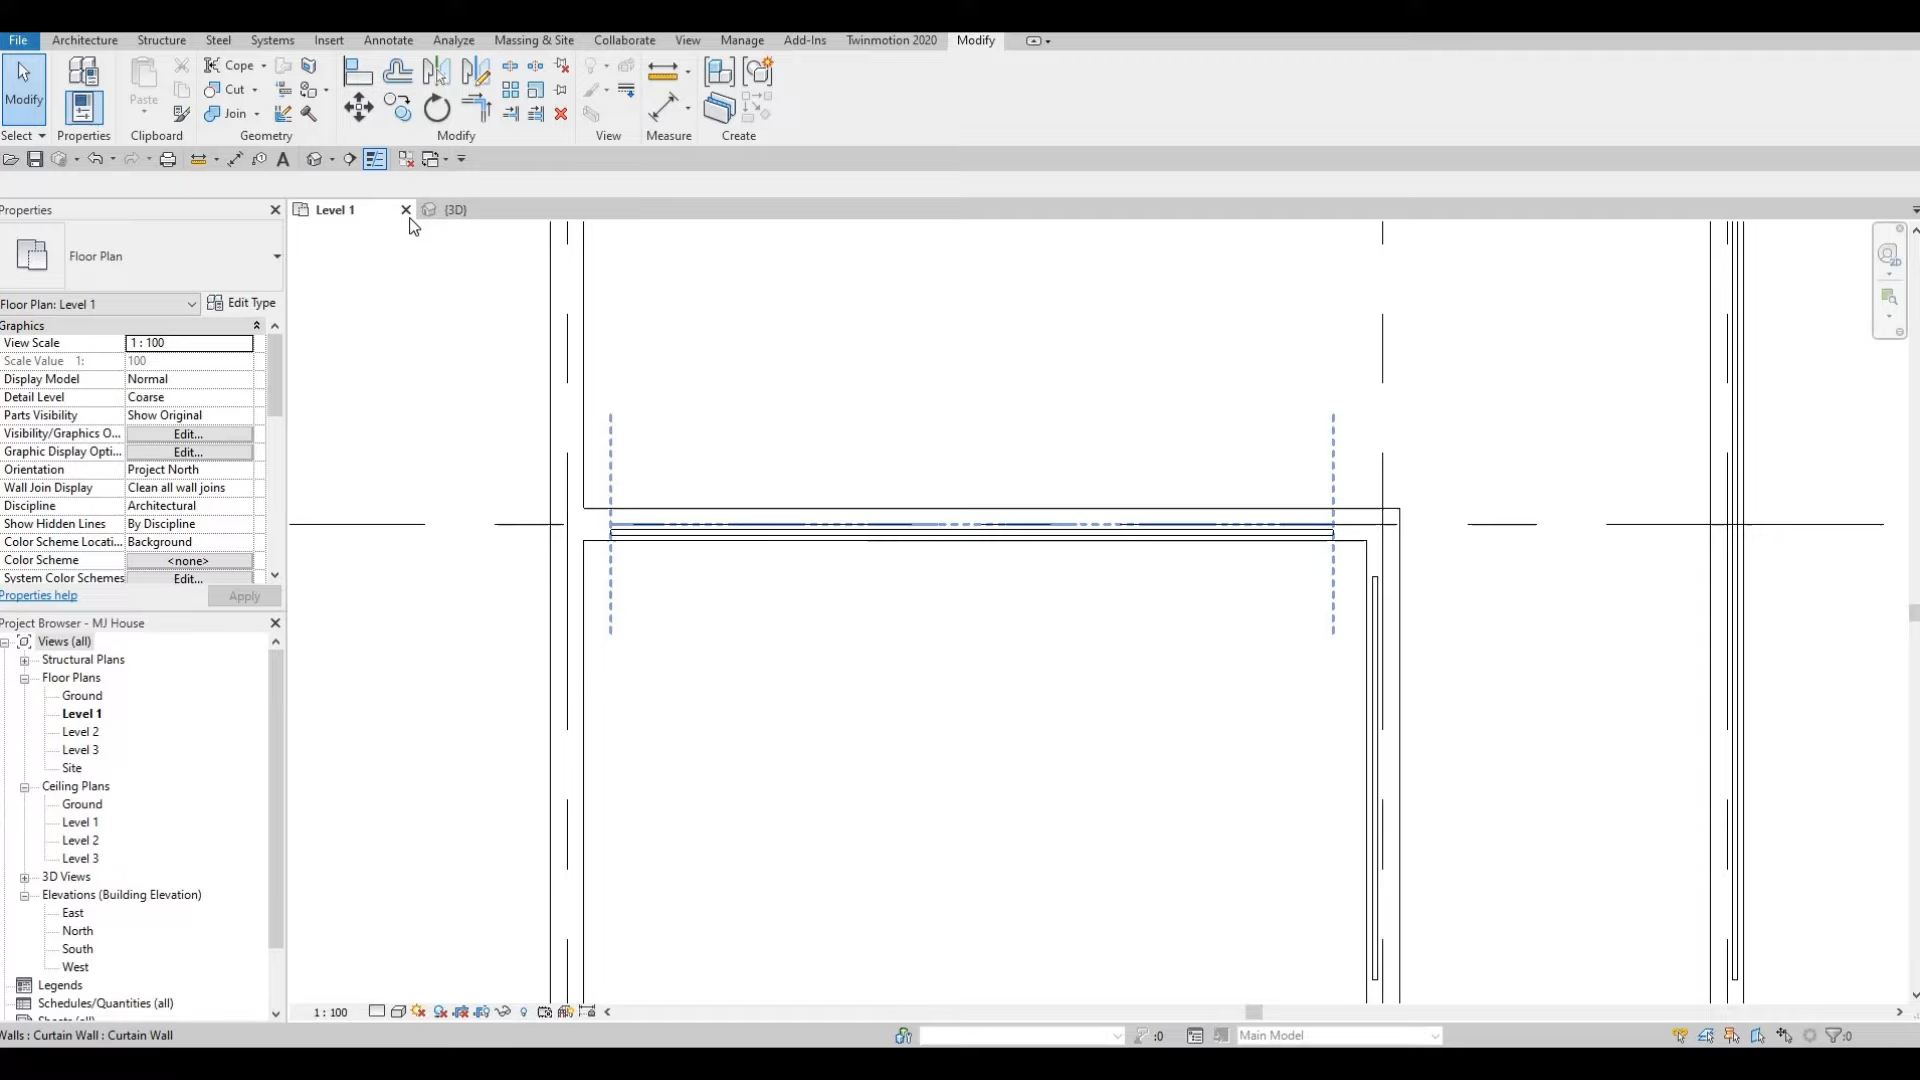 File Architecture Structure Steel Systems Insert Annotate Analyze Massing & Site Collaborate View Manage Add-Ins Twinmotion 2020 Modify
Modify Paste Cope
Cut
Join
Select Properties Clipboard Geometry Modify View Measure Create
A
Properties
Level 1 {3D}
Floor Plan
Floor Plan: Level 1 Edit Type
Graphics
View Scale 1 : 100
Scale Value 1: 100
Display Model Normal
Detail Level Coarse
Parts Visibility Show Original
Visibility/Graphics O... Edit...
Graphic Display Opti... Edit...
Orientation Project North
Wall Join Display Clean all wall joins
Discipline Architectural
Show Hidden Lines By Discipline
Color Scheme Locati... Background
Color Scheme <none>
System Color Schemes Edit...
Properties help Apply
Project Browser - MJ House
Views (all)
Structural Plans
Floor Plans
Ground
Level 1
Level 2
Level 3
Site
Ceiling Plans
Ground
Level 1
Level 2
Level 3
3D Views
Elevations (Building Elevation)
East
North
South
West
Legends
Schedules/Quantities (all)
1 : 100
Walls : Curtain Wall : Curtain Wall
:0 Main Model :0
2D